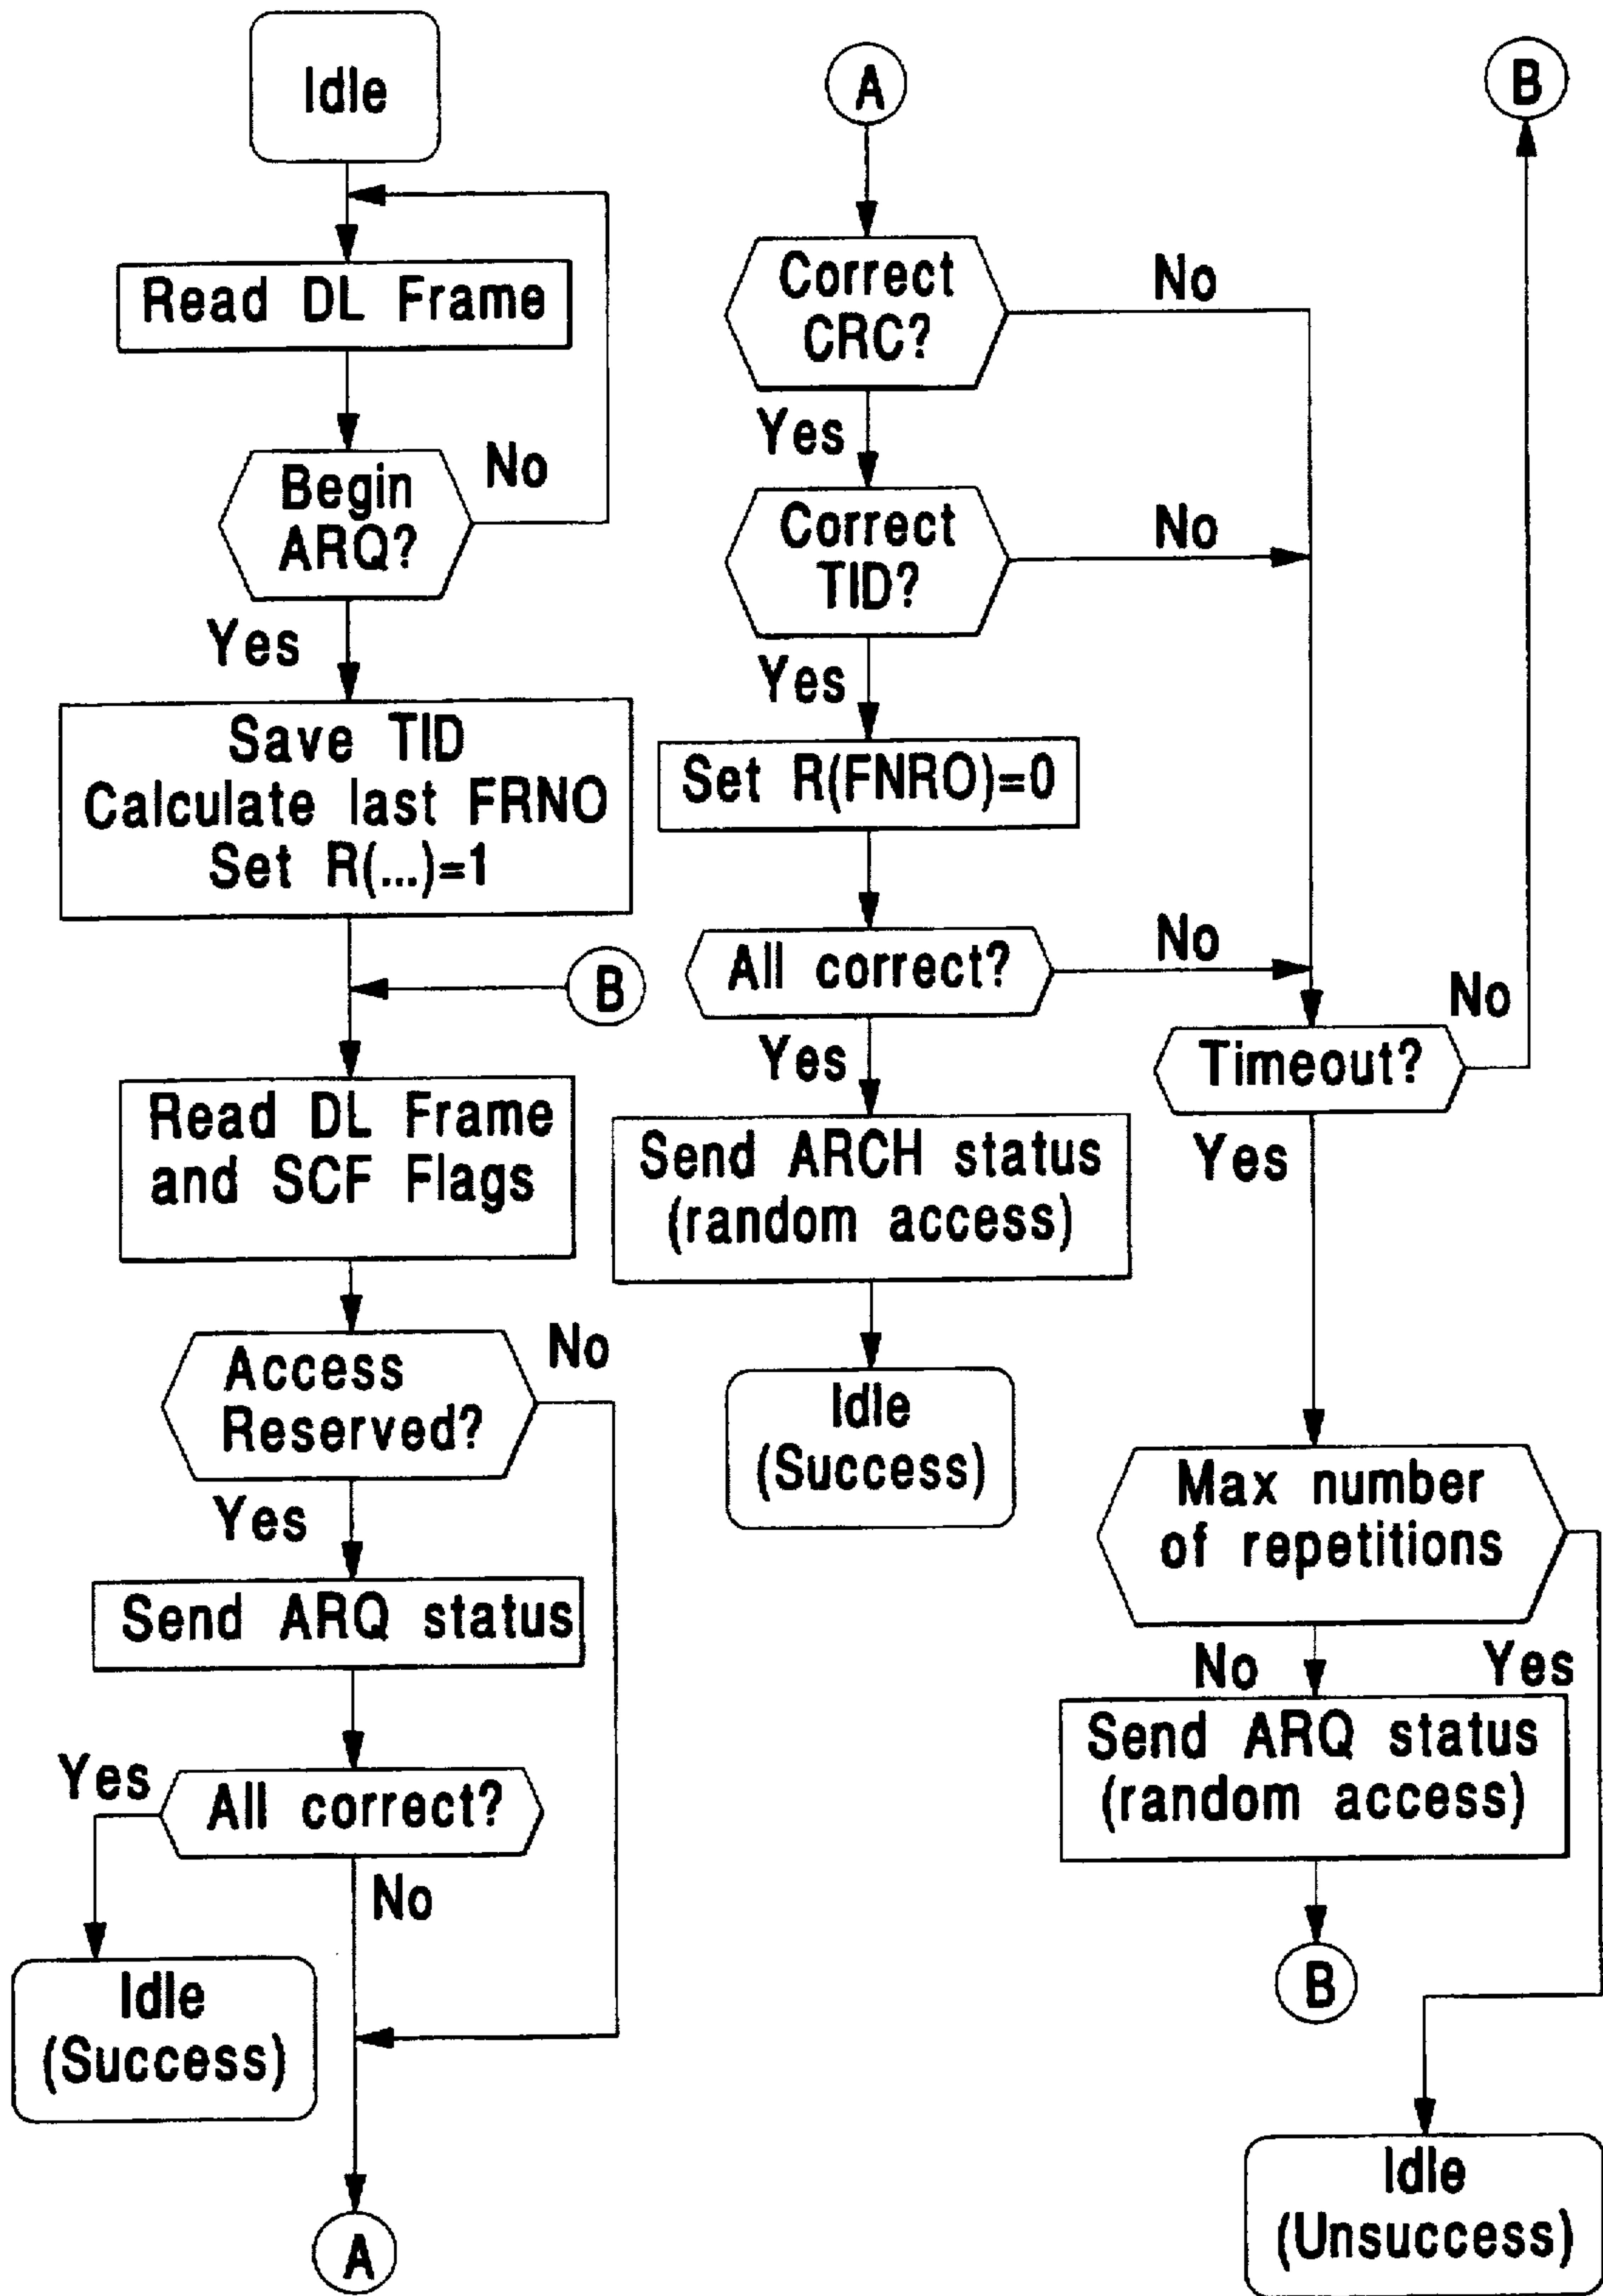 Idle
Read DL Frame
Begin
ARQ?
No
Yes
Save TID
Calculate last FRNO
Set R(...)=1
B
Read DL Frame
and SCF Flags
Access
Reserved?
No
Yes
Send ARQ status
All correct?
Yes
No
Idle
(Success)
A
A
Correct
CRC?
No
Yes
Correct
TID?
No
Yes
Set R(FNRO)=0
All correct?
No
Yes
Send ARCH status
(random access)
Idle
(Success)
B
Timeout?
No
Yes
Max number
of repetitions
No
Yes
Send ARQ status
(random access)
B
Idle
(Unsuccess)